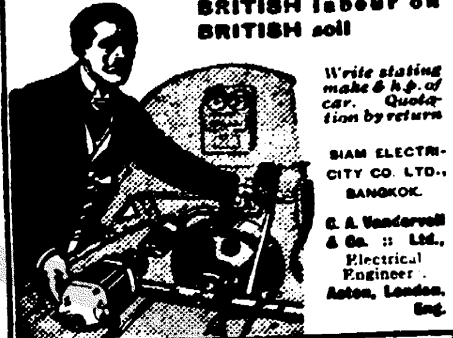 BRITISH labour on
BRITISH soil
Write stating
make & h.p. of
car. Quota-
tion by return
SIAM ELECTRI-
CITY CO. LTD.,
BANGKOK.
C. A. Vandervell
& Co. :: Ltd.,
Electrical
Engineer
Acton, London,
Eng.